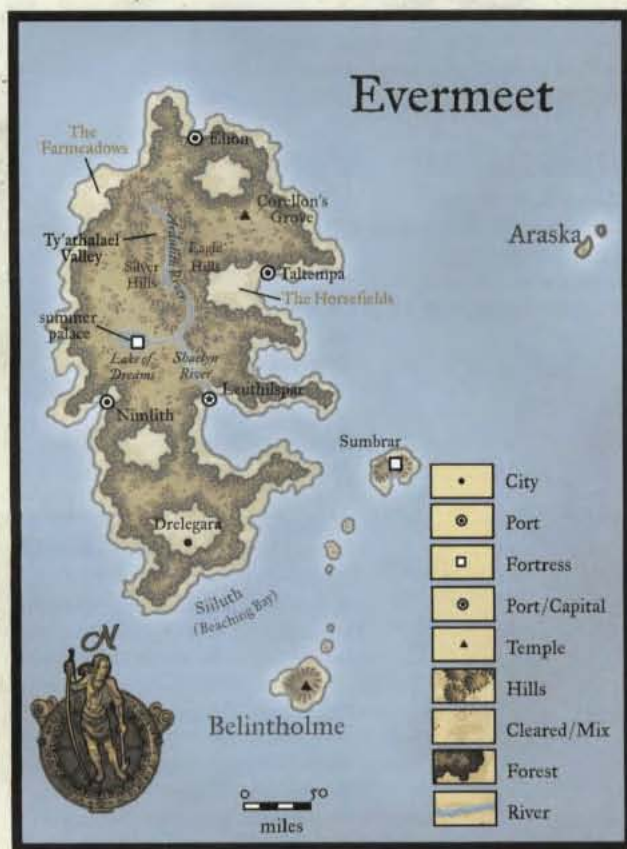 Evermeet
The
Farmeadows
Elion
Corellon's
Grove
Araska
Ty'athalael
Valley
Ardulith River
Eagle
Hills
Silver
Hills
Taltempa
The Horsefields
summer
palace
Lake of
Dreams
Shaelyn
River
Leuthilspar
Nimlith
Sumbrar
Drelegara
Siiluth
(Beaching Bay)
Belintholme
N
0 50
miles
City
Port
Fortress
Port/Capital
Temple
Hills
Cleared/Mix
Forest
River